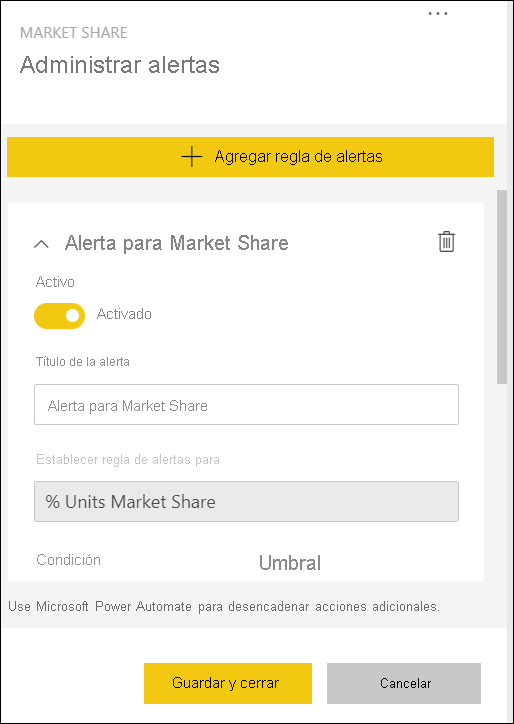 MARKET SHARE
Administrar alertas
Agregar regla de alertas
Alerta para Market Share
Activo
Activado
Título de la alerta
Alerta para Market Share
Establecer regla de alertas para
% Units Market Share
Condición Umbral
Use Microsoft Power Automate para desencadenar acciones adicionales.
Guardar y cerrar Cancelar